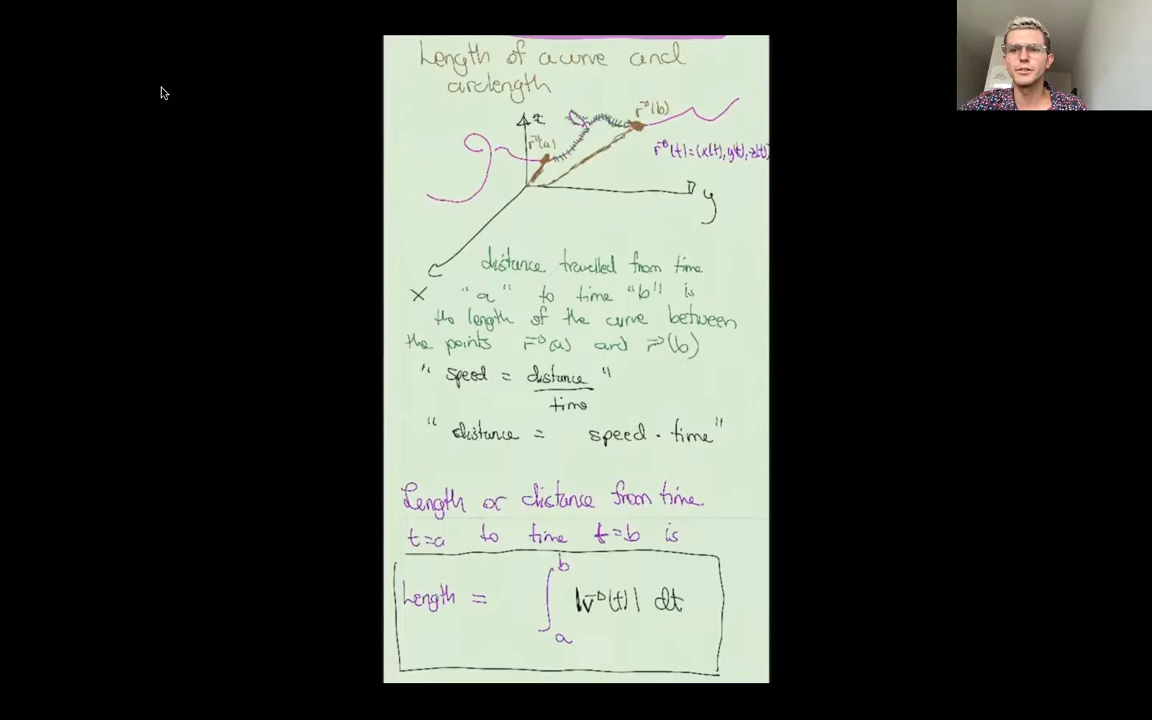 Length of a curve and
arclength
z
r⃗(a)
r⃗(b)
r⃗(t)=(x(t), y(t), z(t))
y
x
distance travelled from time
"a" to time "b" is
the length of the curve between
the points r⃗(a) and r⃗(b)
"speed = distance / time"
"distance = speed · time"
Length or distance from time
t=a to time t=b is
Length = ∫_a^b |v⃗(t)| dt